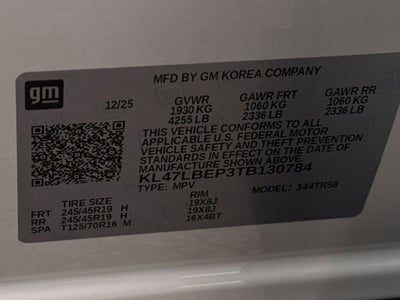 gm
MFD BY GM KOREA COMPANY
12/25 GVWR GAWR FRT GAWR RR
1930 KG 1060 KG 1060 KG
4255 LB 2336 LB 2336 LB
THIS VEHICLE CONFORMS TO ALL
APPLICABLE U.S. FEDERAL MOTOR
VEHICLE SAFETY AND THEFT PREVENTION
STANDARDS IN EFFECT ON THE DATE OF
MANUFACTURE SHOWN ABOVE.
KL47LBEP3TB130784
TYPE: MPV MODEL: 344TR58
TIRE SIZE RIM
FRT 245/45R19 H 19X8J
RR 245/45R19 H 19X8J
SPA T125/70R16 M 16X4BT